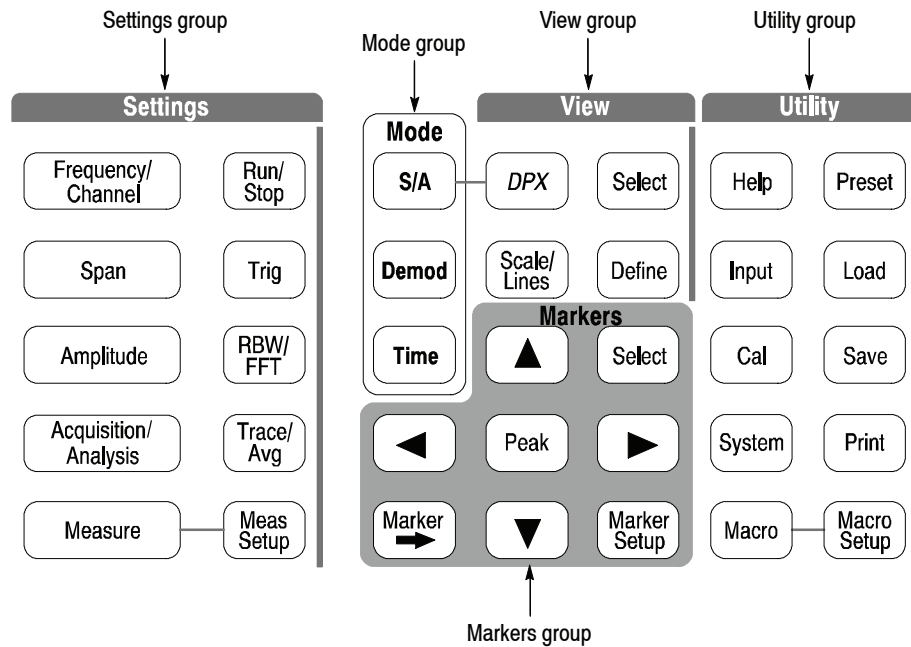 Settings group
Mode group
View group
Utility group
Settings
Mode
View
Utility
Frequency/
Channel
Run/
Stop
S/A
DPX
Select
Help
Preset
Span
Trig
Demod
Scale/
Lines
Define
Input
Load
Markers
Amplitude
RBW/
FFT
Time
Select
Cal
Save
Acquisition/
Analysis
Trace/
Avg
Peak
System
Print
Measure
Meas
Setup
Marker
Marker
Setup
Macro
Macro
Setup
Markers group